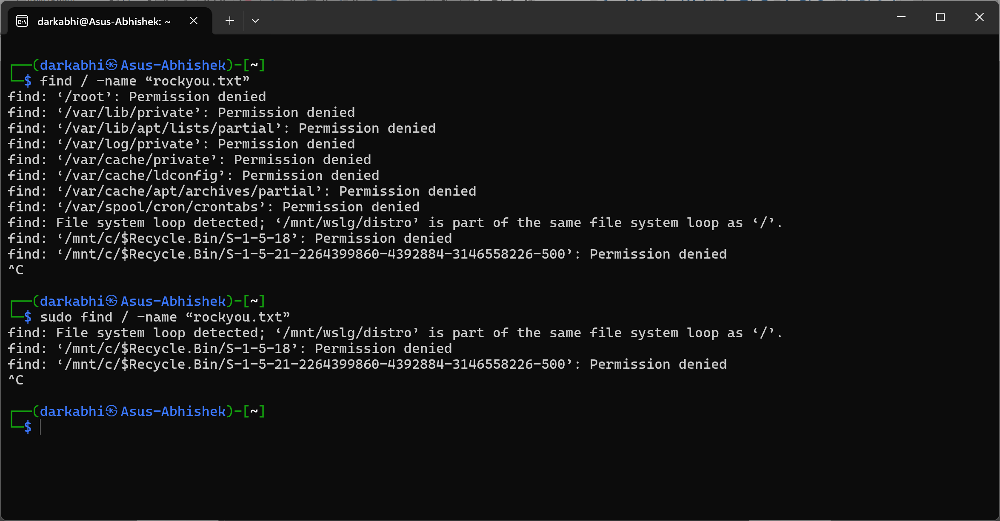 darkabhi@Asus-Abhishek: ~
┌──(darkabhi㉿Asus-Abhishek)-[~]
└─$ find / -name “rockyou.txt”
find: ‘/root’: Permission denied
find: ‘/var/lib/private’: Permission denied
find: ‘/var/lib/apt/lists/partial’: Permission denied
find: ‘/var/log/private’: Permission denied
find: ‘/var/cache/private’: Permission denied
find: ‘/var/cache/ldconfig’: Permission denied
find: ‘/var/cache/apt/archives/partial’: Permission denied
find: ‘/var/spool/cron/crontabs’: Permission denied
find: File system loop detected; ‘/mnt/wslg/distro’ is part of the same file system loop as ‘/’.
find: ‘/mnt/c/$Recycle.Bin/S-1-5-18’: Permission denied
find: ‘/mnt/c/$Recycle.Bin/S-1-5-21-2264399860-4392884-3146558226-500’: Permission denied
^C
┌──(darkabhi㉿Asus-Abhishek)-[~]
└─$ sudo find / -name “rockyou.txt”
find: File system loop detected; ‘/mnt/wslg/distro’ is part of the same file system loop as ‘/’.
find: ‘/mnt/c/$Recycle.Bin/S-1-5-18’: Permission denied
find: ‘/mnt/c/$Recycle.Bin/S-1-5-21-2264399860-4392884-3146558226-500’: Permission denied
^C
┌──(darkabhi㉿Asus-Abhishek)-[~]
└─$